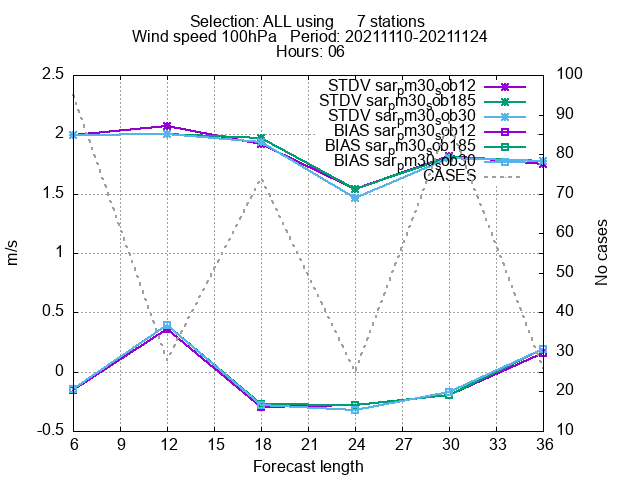 Selection: ALL using 7 stations
Wind speed 100hPa Period: 20211110-20211124
Hours: 06
STDV sar_pm30_sob12
STDV sar_pm30_sob185
STDV sar_pm30_sob30
BIAS sar_pm30_sob12
BIAS sar_pm30_sob185
BIAS sar_pm30_sob30
CASES
2.5
2
1.5
1
0.5
0
-0.5
m/s
100
90
80
70
60
50
40
30
20
10
No cases
6 9 12 15 18 21 24 27 30 33 36
Forecast length